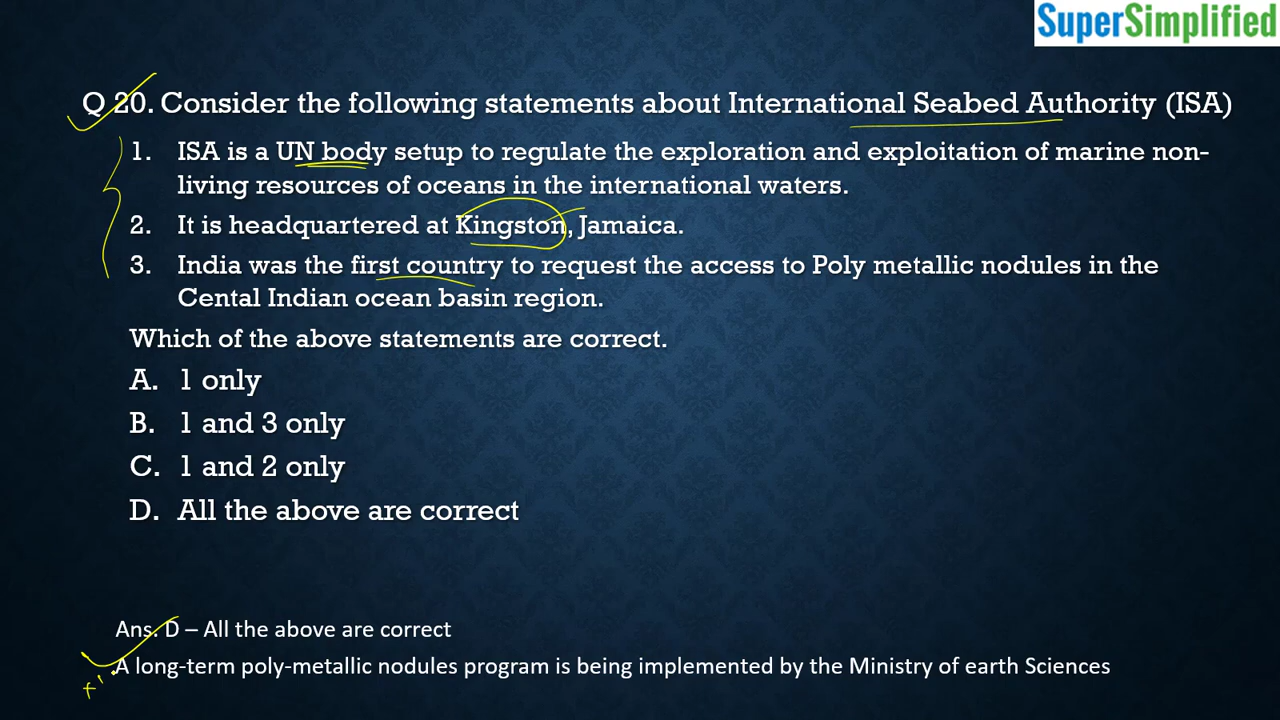 SuperSimplified
Q 20. Consider the following statements about International Seabed Authority (ISA)
1. ISA is a UN body setup to regulate the exploration and exploitation of marine non-
living resources of oceans in the international waters.
2. It is headquartered at Kingston, Jamaica.
3. India was the first country to request the access to Poly metallic nodules in the
Cental Indian ocean basin region.
Which of the above statements are correct.
A. 1 only
B. 1 and 3 only
C. 1 and 2 only
D. All the above are correct
Ans. D – All the above are correct
A long-term poly-metallic nodules program is being implemented by the Ministry of earth Sciences